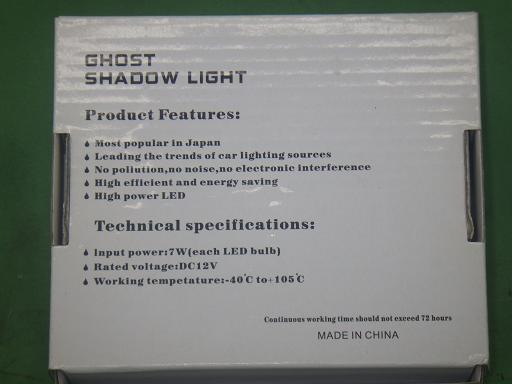 GHOST
SHADOW LIGHT
Product Features:
Most popular in Japan
Leading the trends of car lighting sources
No pollution,no noise,no electronic interference
High efficient and energy saving
High power LED
Technical specifications:
Input power:7W(each LED bulb)
Rated voltage:DC12V
Working tempetature:-40°C to+105°C
Continuous working time should not exceed 72 hours
MADE IN CHINA